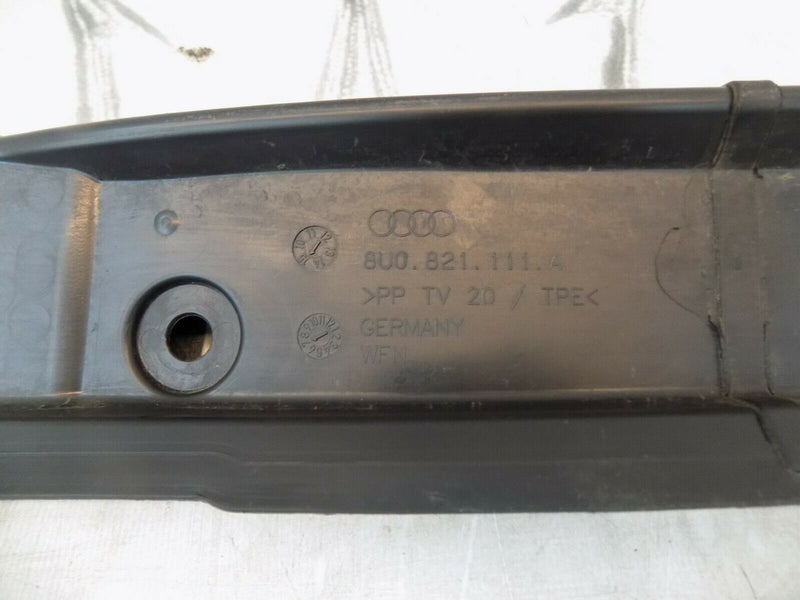 8U0.821.111.A
>PP TV 20 / TPE<
GERMANY
WFN